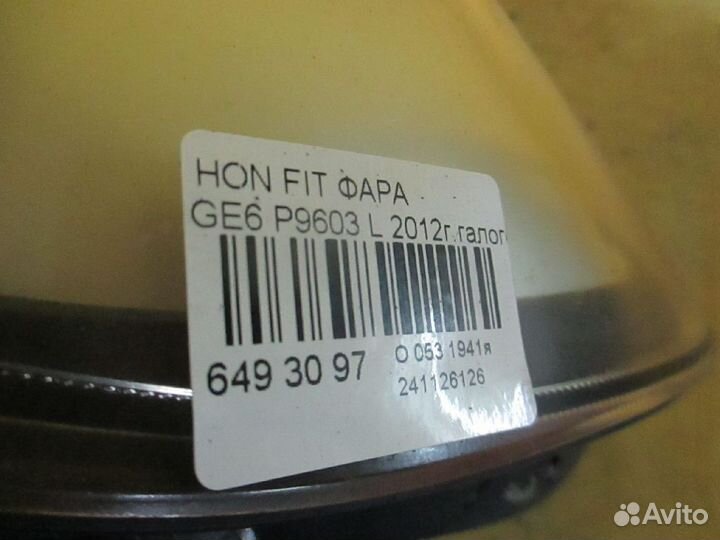 HON FIT ФАРА
GE6 P9603 L 2012г.галог
649 30 97
O 053 1941я
241126126
Avito